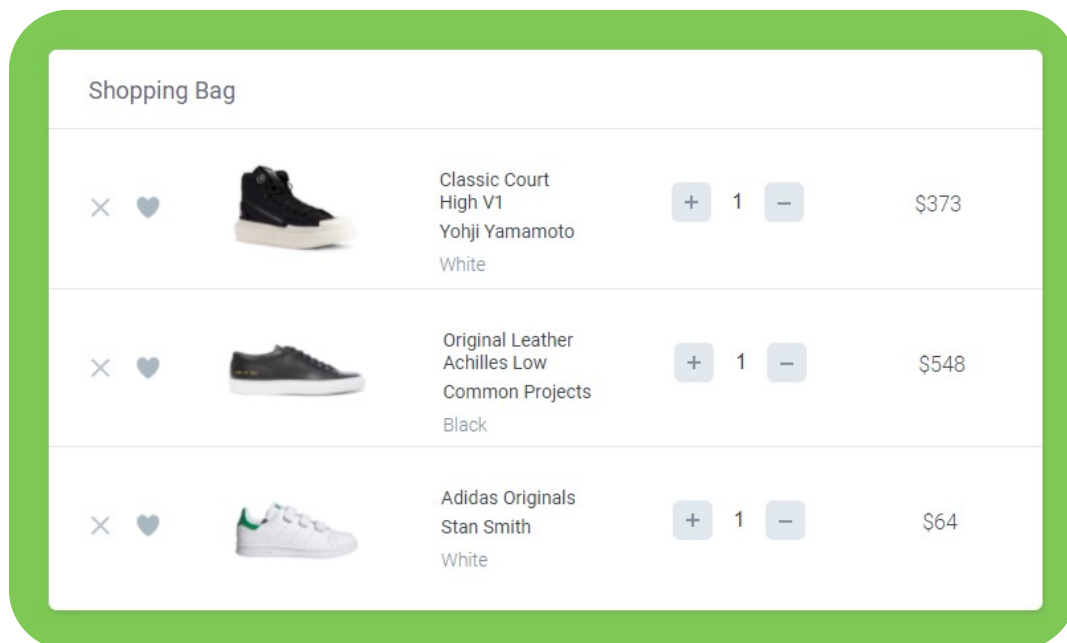 Shopping Bag
Classic Court
High V1
Yohji Yamamoto
White
+ 1 −
$373
Original Leather
Achilles Low
Common Projects
Black
+ 1 −
$548
Adidas Originals
Stan Smith
White
+ 1 −
$64